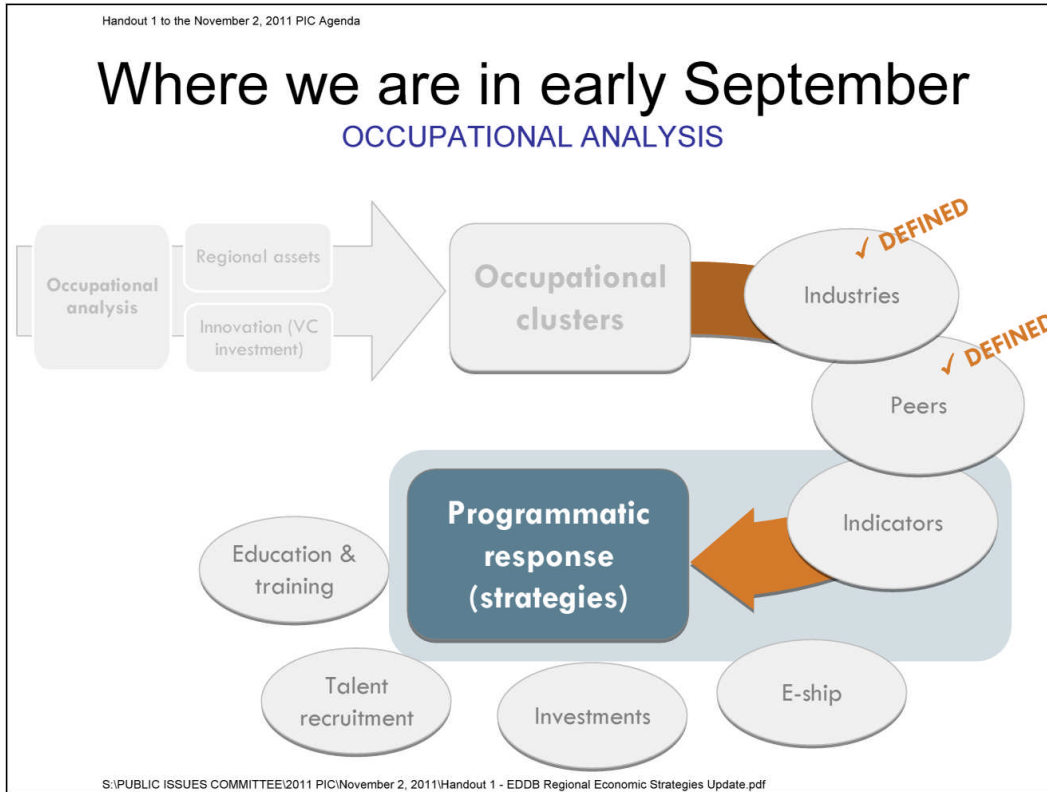 Handout 1 to the November 2, 2011 PIC Agenda
Where we are in early September
OCCUPATIONAL ANALYSIS
Occupational
analysis
Regional assets
Innovation (VC
investment)
Occupational
clusters
✓ DEFINED
Industries
✓ DEFINED
Peers
Indicators
Programmatic
response
(strategies)
Education &
training
Talent
recruitment
Investments
E-ship
S:\PUBLIC ISSUES COMMITTEE\2011 PIC\November 2, 2011\Handout 1 - EDDB Regional Economic Strategies Update.pdf